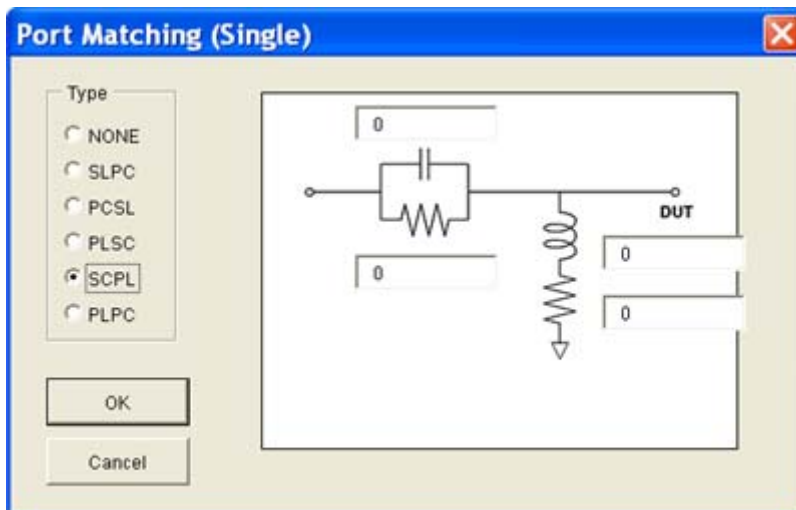 Port Matching (Single)
Type
NONE
SLPC
PCSL
PLSC
SCPL
PLPC
OK
Cancel
0
0
DUT
0
0